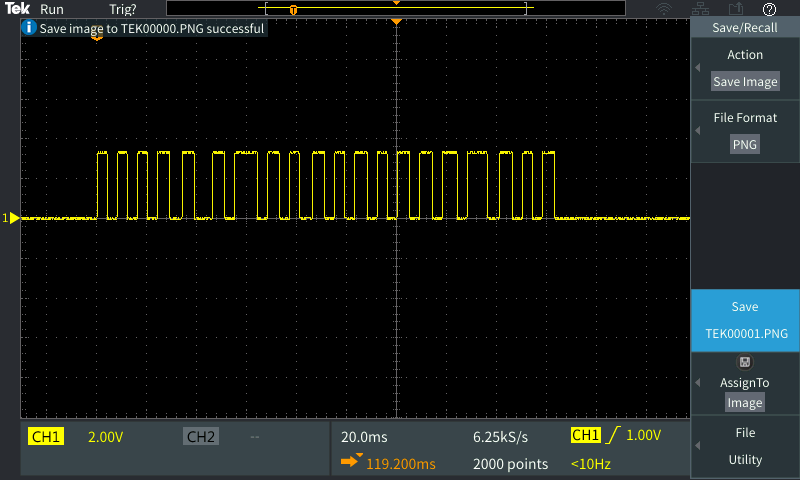 Tek Run Trig?
T
Save image to TEK00000.PNG successful
Save/Recall
Action
Save Image
File Format
PNG
1
Save
TEK00001.PNG
AssignTo
Image
File
Utility
CH1 2.00V CH2 -- 20.0ms 6.25kS/s CH1 1.00V
119.200ms 2000 points <10Hz